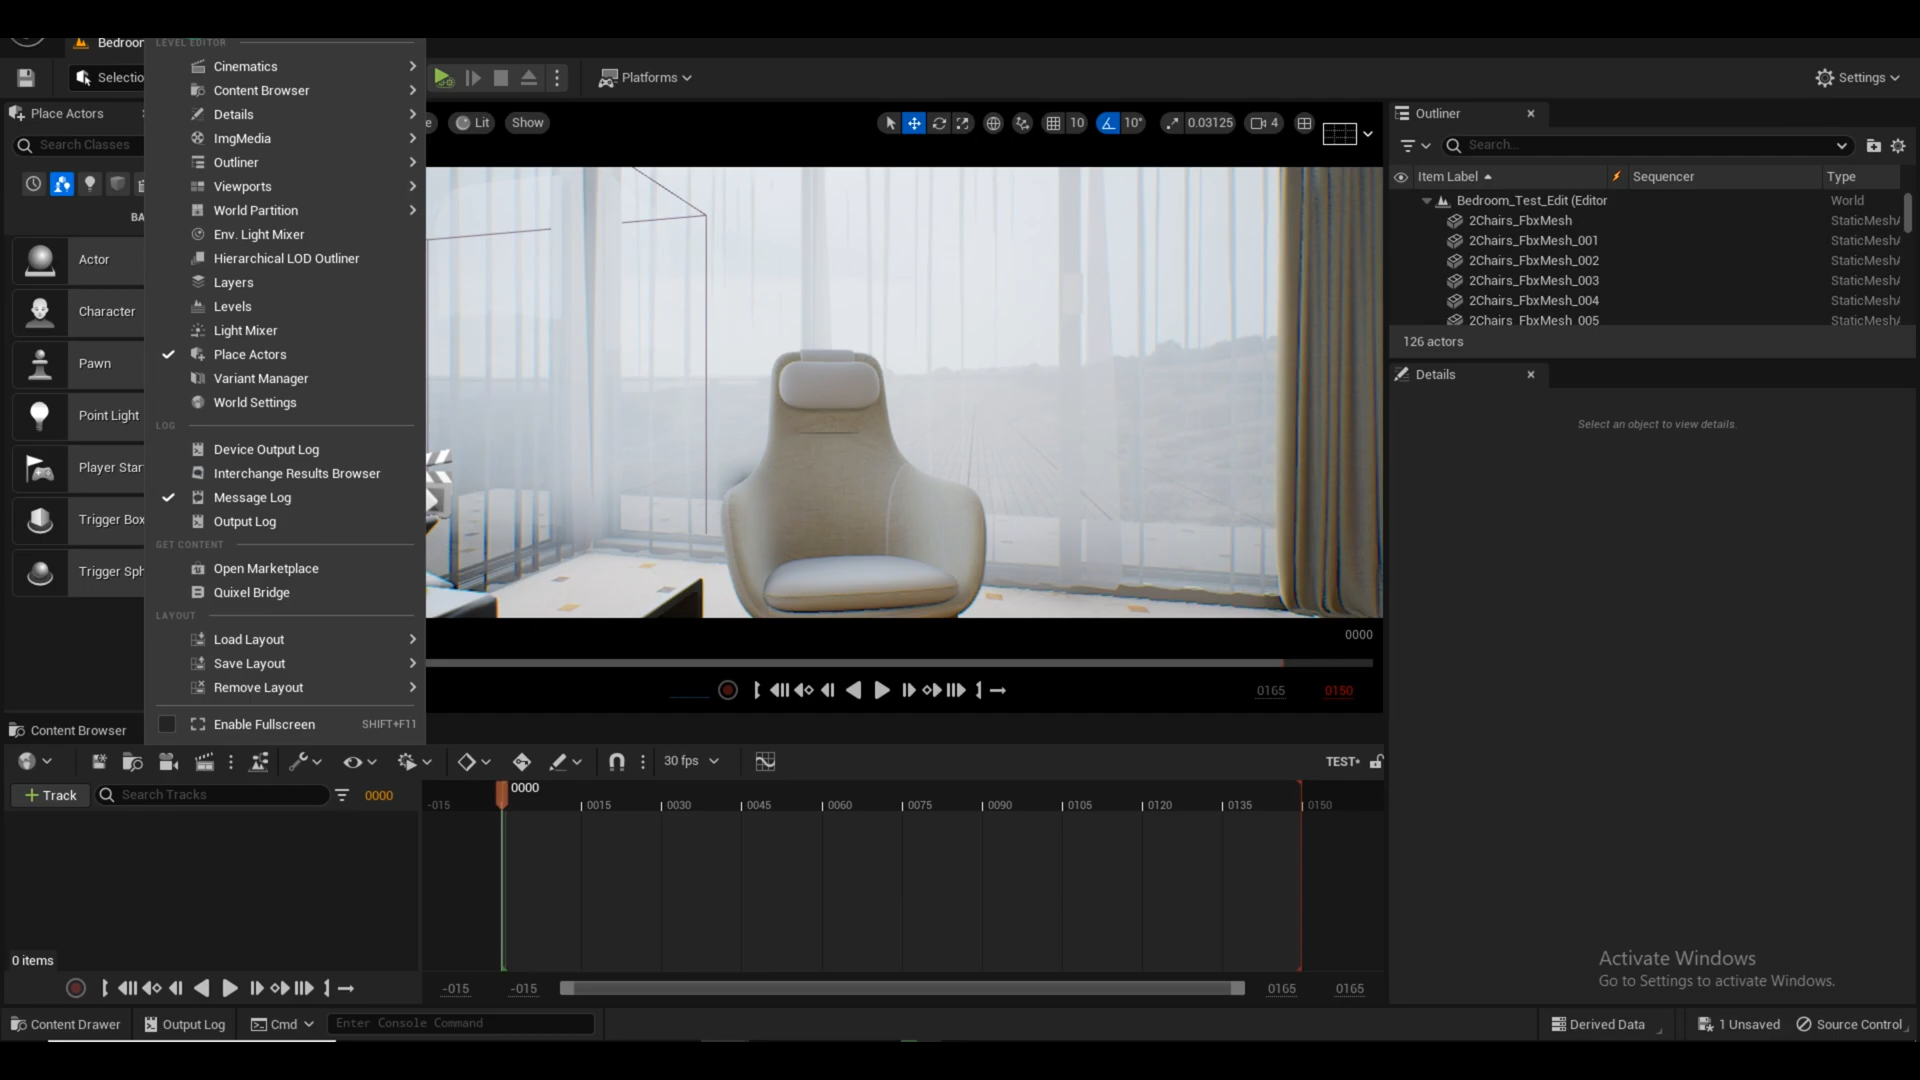 Bedroom
LEVEL EDITOR
Selectio
Platforms
Settings
Place Actors
Search Classes
BA
Actor
Character
Pawn
Point Light
Player Star
Trigger Box
Trigger Sph
Cinematics
Content Browser
Details
ImgMedia
Outliner
Viewports
World Partition
Env. Light Mixer
Hierarchical LOD Outliner
Layers
Levels
Light Mixer
Place Actors
Variant Manager
World Settings
LOG
Device Output Log
Interchange Results Browser
Message Log
Output Log
GET CONTENT
Open Marketplace
Quixel Bridge
LAYOUT
Load Layout
Save Layout
Remove Layout
Enable Fullscreen SHIFT+F11
e Lit Show
10 10° 0.03125 4
0000
0165 0150
Outliner
Search...
Item Label Sequencer Type
Bedroom_Test_Edit (Editor World
2Chairs_FbxMesh StaticMeshA
2Chairs_FbxMesh_001 StaticMeshA
2Chairs_FbxMesh_002 StaticMeshA
2Chairs_FbxMesh_003 StaticMeshA
2Chairs_FbxMesh_004 StaticMeshA
2Chairs_FbxMesh_005 StaticMeshA
126 actors
Details
Select an object to view details.
Content Browser
30 fps
TEST*
Track
Search Tracks
0000
0000
-015 0015 0030 0045 0060 0075 0090 0105 0120 0135 0150
0 items
-015 -015 0165 0165
Activate Windows
Go to Settings to activate Windows.
Content Drawer Output Log Cmd Enter Console Command
Derived Data 1 Unsaved Source Control